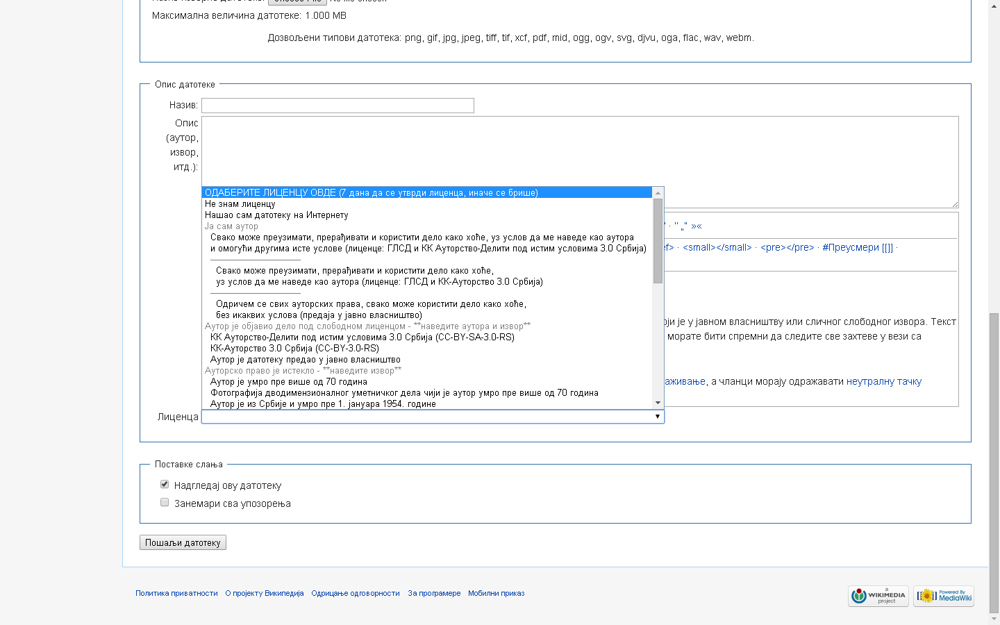 Максимална величина датотеке: 1.000 MB
Дозвољени типови датотека: png, gif, jpg, jpeg, tiff, tif, xcf, pdf, mid, ogg, ogv, svg, djvu, oga, flac, wav, webm.
Опис датотеке
Назив:
Опис
(аутор,
извор,
итд.):
ОДАБЕРИТЕ ЛИЦЕНЦУ ОВДЕ (7 дана да се утврди лиценца, иначе се брише)
Не знам лиценцу
Нашао сам датотеку на Интернету
Ја сам аутор
Свако може преузимати, прерађивати и користити дело како хоће, уз услов да ме наведе као аутора
и омогући другима исте услове (лиценце: ГЛСД и КК Ауторство-Делити под истим условима 3.0 Србија)
Свако може преузимати, прерађивати и користити дело како хоће,
уз услов да ме наведе као аутора (лиценце: ГЛСД и КК-Ауторство 3.0 Србија)
Одричем се свих ауторских права, свако може користити дело како хоће,
без икаквих услова (предаја у јавно власништво)
Аутор је објавио дело под слободном лиценцом - **наведите аутора и извор**
КК Ауторство-Делити под истим условима 3.0 Србија (CC-BY-SA-3.0-RS)
КК-Ауторство 3.0 Србија (CC-BY-3.0-RS)
Аутор је датотеку предао у јавно власништво
Ауторско право је истекло - **наведите извор**
Аутор је умро пре више од 70 година
Фотографија дводимензионалног уметничког дела чији је аутор умро пре више од 70 година
Аутор је из Србије и умро пре 1. јануара 1954. године
" · " „" »«
ef> · <small></small> · <pre></pre> · #Преусмери [[]] ·
оји је у јавном власништву или сличног слободног извора. Текст
морате бити спремни да следите све захтеве у вези са
аживање, а чланци морају одражавати неутралну тачку
Лиценца
Поставке слања
Надгледај ову датотеку
Занемари сва упозорења
Пошаљи датотеку
Политика приватности О пројекту Википедија Одрицање одговорности За програмере Мобилни приказ
a WIKIMEDIA project
Powered By MediaWiki